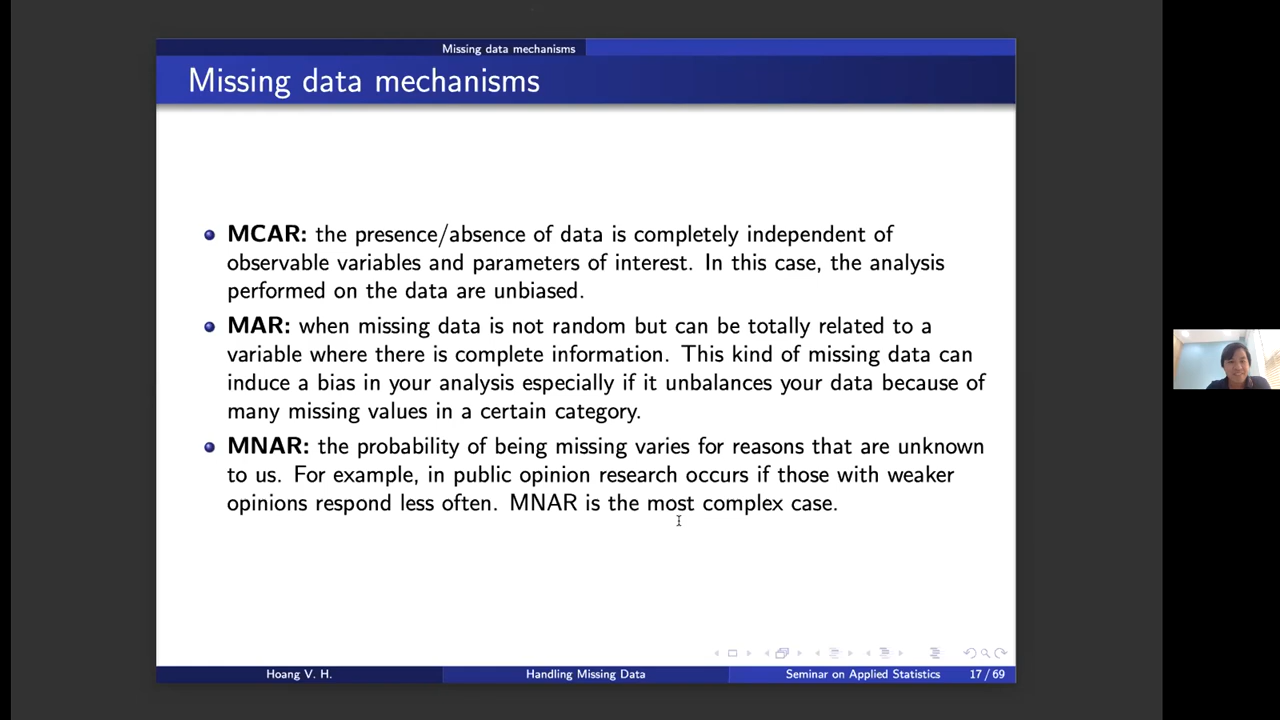 Missing data mechanisms
Missing data mechanisms
MCAR: the presence/absence of data is completely independent of
observable variables and parameters of interest. In this case, the analysis
performed on the data are unbiased.
MAR: when missing data is not random but can be totally related to a
variable where there is complete information. This kind of missing data can
induce a bias in your analysis especially if it unbalances your data because of
many missing values in a certain category.
MNAR: the probability of being missing varies for reasons that are unknown
to us. For example, in public opinion research occurs if those with weaker
opinions respond less often. MNAR is the most complex case.
Hoang V. H. Handling Missing Data Seminar on Applied Statistics 17 / 69